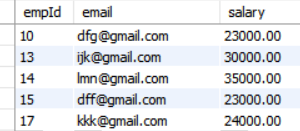 empId email salary
10 dfg@gmail.com 23000.00
13 ijk@gmail.com 30000.00
14 lmn@gmail.com 35000.00
15 dff@gmail.com 23000.00
17 kkk@gmail.com 24000.00